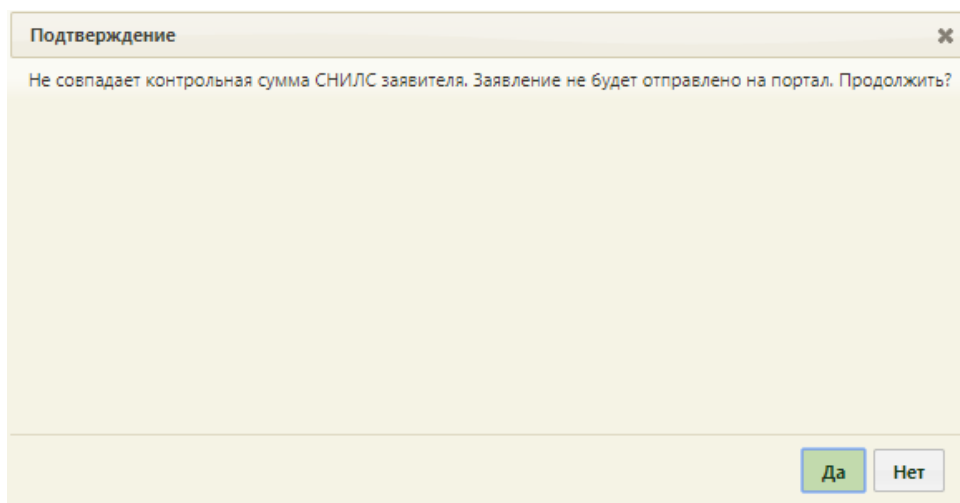 Подтверждение
Не совпадает контрольная сумма СНИЛС заявителя. Заявление не будет отправлено на портал. Продолжить?
Да Нет